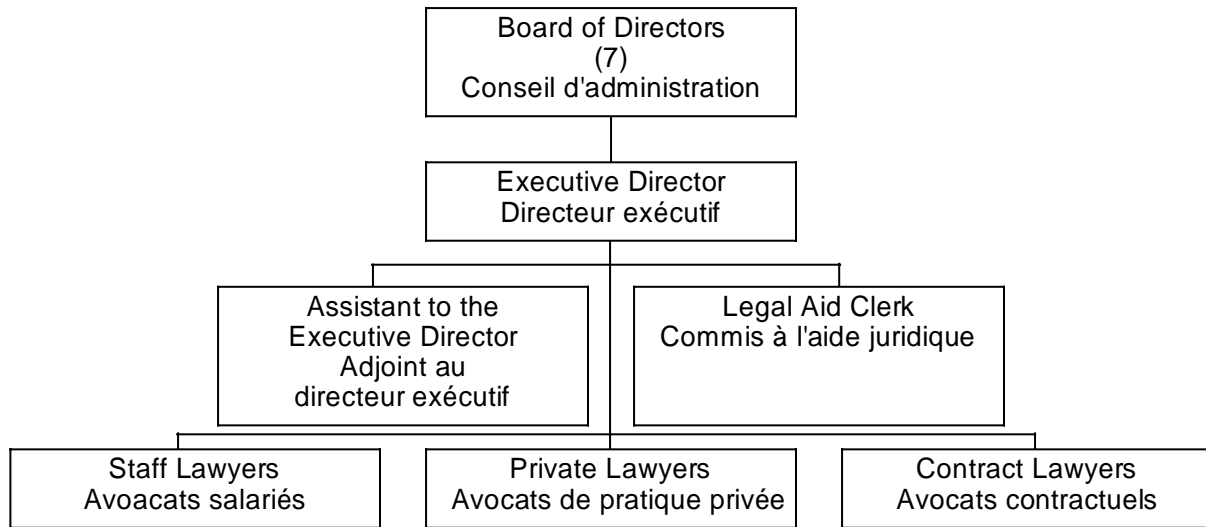 Board of Directors
(7)
Conseil d'administration
Executive Director
Directeur exécutif
Assistant to the
Executive Director
Adjoint au
directeur exécutif
Legal Aid Clerk
Commis à l'aide juridique
Staff Lawyers
Avoacats salariés
Private Lawyers
Avocats de pratique privée
Contract Lawyers
Avocats contractuels